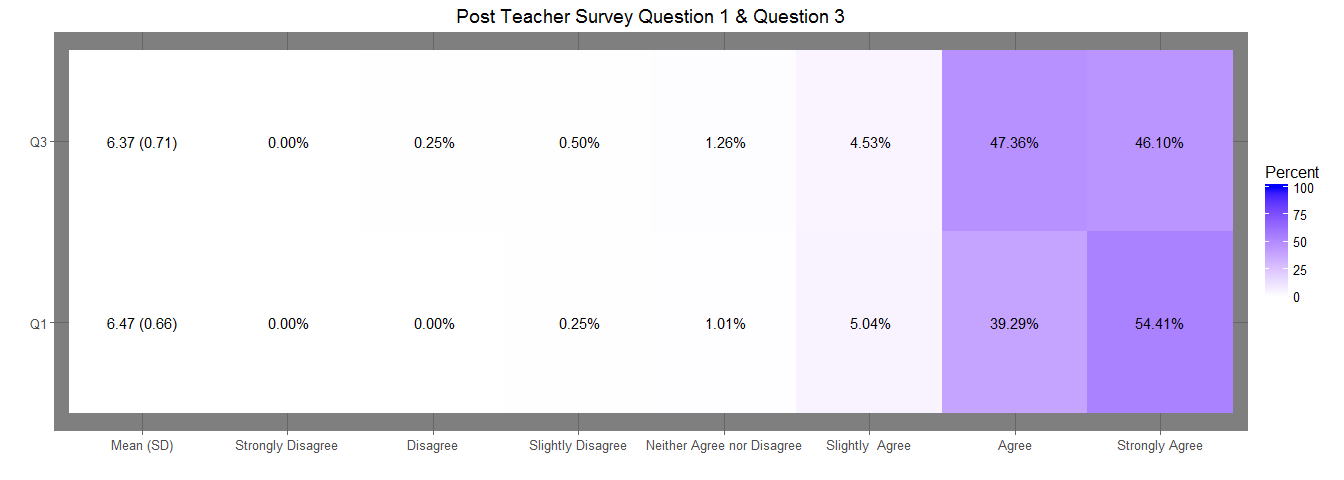 Post Teacher Survey Question 1 & Question 3
Q3 6.37 (0.71) 0.00% 0.25% 0.50% 1.26% 4.53% 47.36% 46.10%
Q1 6.47 (0.66) 0.00% 0.00% 0.25% 1.01% 5.04% 39.29% 54.41%
Mean (SD) Strongly Disagree Disagree Slightly Disagree Neither Agree nor Disagree Slightly  Agree Agree Strongly Agree
Percent
100
75
50
25
0